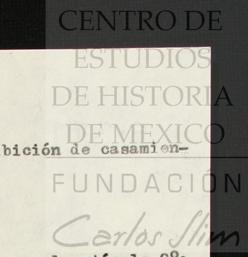 CENTRO DE
ESTUDIOS
DE HISTORIA
DE MEXICO
bición de casamien-
FUNDACIÓN
Carlos Slim